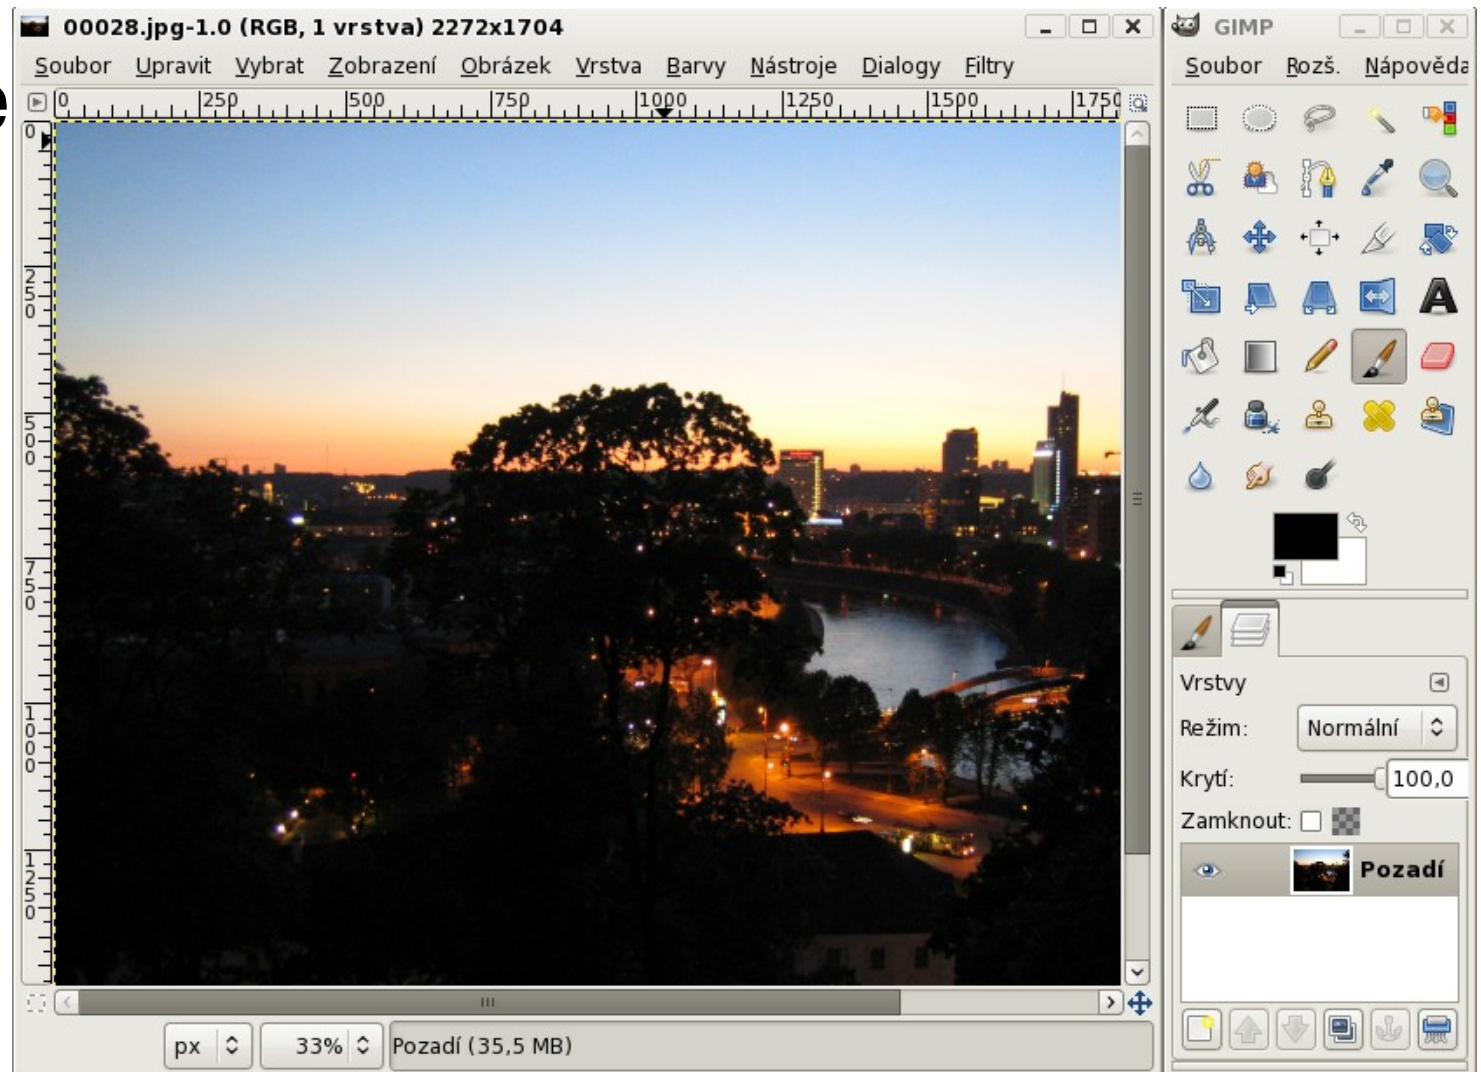 00028.jpg-1.0 (RGB, 1 vrstva) 2272x1704
Soubor Upravit Vybrat Zobrazení Obrázek Vrstva Barvy Nástroje Dialogy Filtry
0 250 500 750 1000 1250 1500 1750
0
250
500
750
1000
1250
px 33% Pozadí (35,5 MB)
GIMP
Soubor Rozš. Nápověda
Vrstvy
Režim: Normální
Krytí: 100,0
Zamknout:
Pozadí